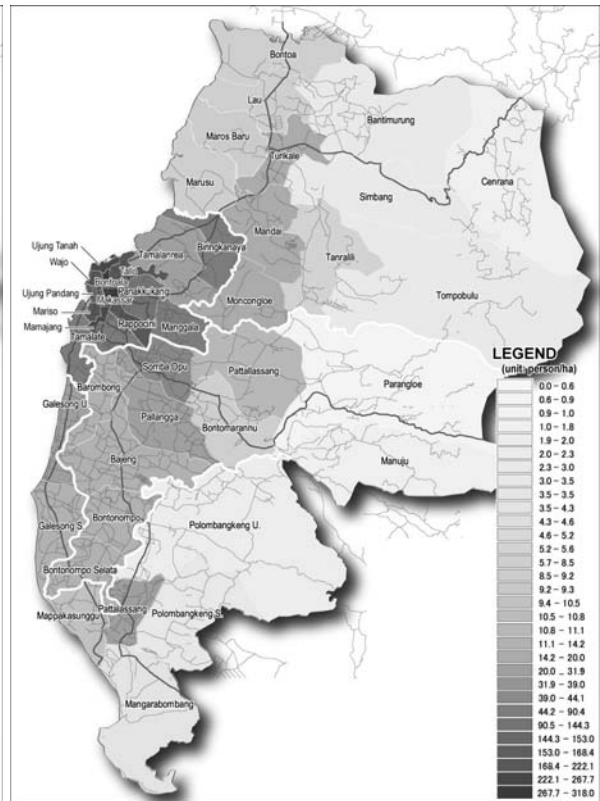 Bontoa
Lau
Bantimurung
Maros Baru
Turikale
Cenrana
Marusu
Simbang
Mandai
Tanralili
Ujung Tanah
Tamalanrea
Biringkanaya
Wajo
Tallo
Bontoala
Panakkukang
Tompobulu
Ujung Pandang
Makassar
Moncongloe
Mariso
Rappocini
Manggala
Mamajang
Tamalate
Somba Opu
Pattallassang
Parangloe
Barombong
Galesong U.
Pallangga
Bontomarannu
Manuju
Bajeng
Galesong S.
Bontonompo
Polombangkeng U.
Bontonompo Selata
Mappakasunggu
Pattalassang
Polombangkeng S.
Mangarabombang
LEGEND
(unit: person/ha)
0.0 – 0.6
0.6 – 0.9
0.9 – 1.0
1.0 – 1.8
1.9 – 2.0
2.0 – 2.3
2.3 – 3.0
3.0 – 3.5
3.5 – 3.5
3.5 – 4.3
4.3 – 4.6
4.6 – 5.2
5.2 – 5.6
5.7 – 8.5
8.5 – 9.2
9.2 – 9.3
9.4 – 10.5
10.5 – 10.8
10.8 – 11.1
11.1 – 14.2
14.2 – 20.0
20.0 – 31.9
31.9 – 39.0
39.0 – 44.1
44.2 – 90.4
90.5 – 144.3
144.3 – 153.0
153.0 – 168.4
168.4 – 222.1
222.1 – 267.7
267.7 – 318.0